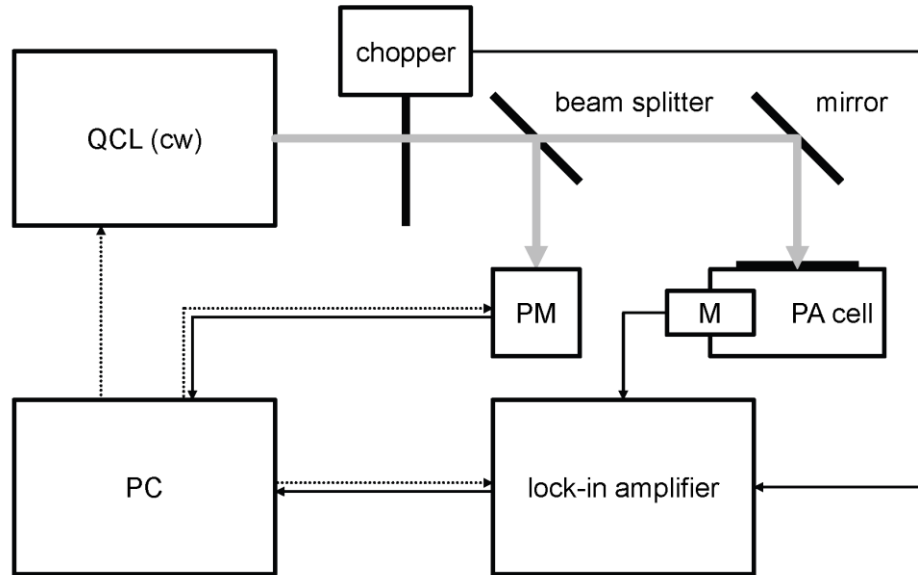 chopper
beam splitter
mirror
QCL (cw)
PM
M
PA cell
PC
lock-in amplifier